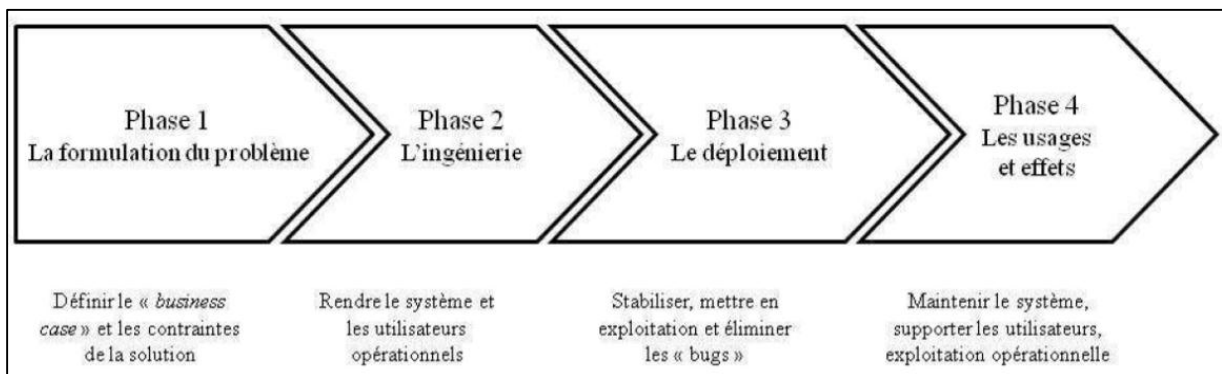 Phase 1
La formulation du problème
Phase 2
L'ingénierie
Phase 3
Le déploiement
Phase 4
Les usages
et effets
Définir le « business
case » et les contraintes
de la solution
Rendre le système et
les utilisateurs
opérationnels
Stabiliser, mettre en
exploitation et éliminer
les « bugs »
Maintenir le système,
supporter les utilisateurs,
exploitation opérationnelle